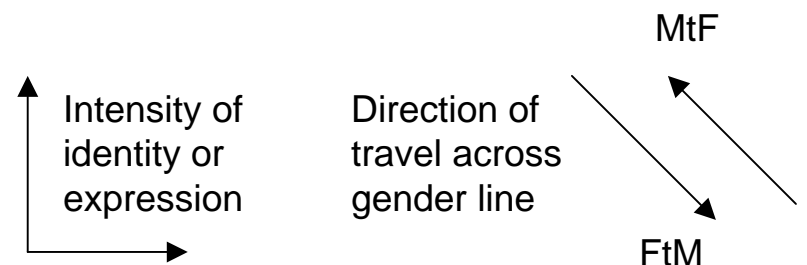 MtF
Intensity of
identity or
expression
Direction of
travel across
gender line
FtM